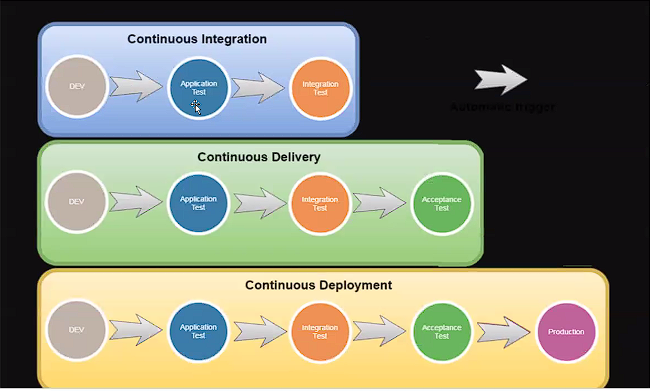 Continuous Integration
DEV
Application
Test
Integration
Test
Automatic trigger
Continuous Delivery
DEV
Application
Test
Integration
Test
Acceptance
Test
Continuous Deployment
DEV
Application
Test
Integration
Test
Acceptance
Test
Production